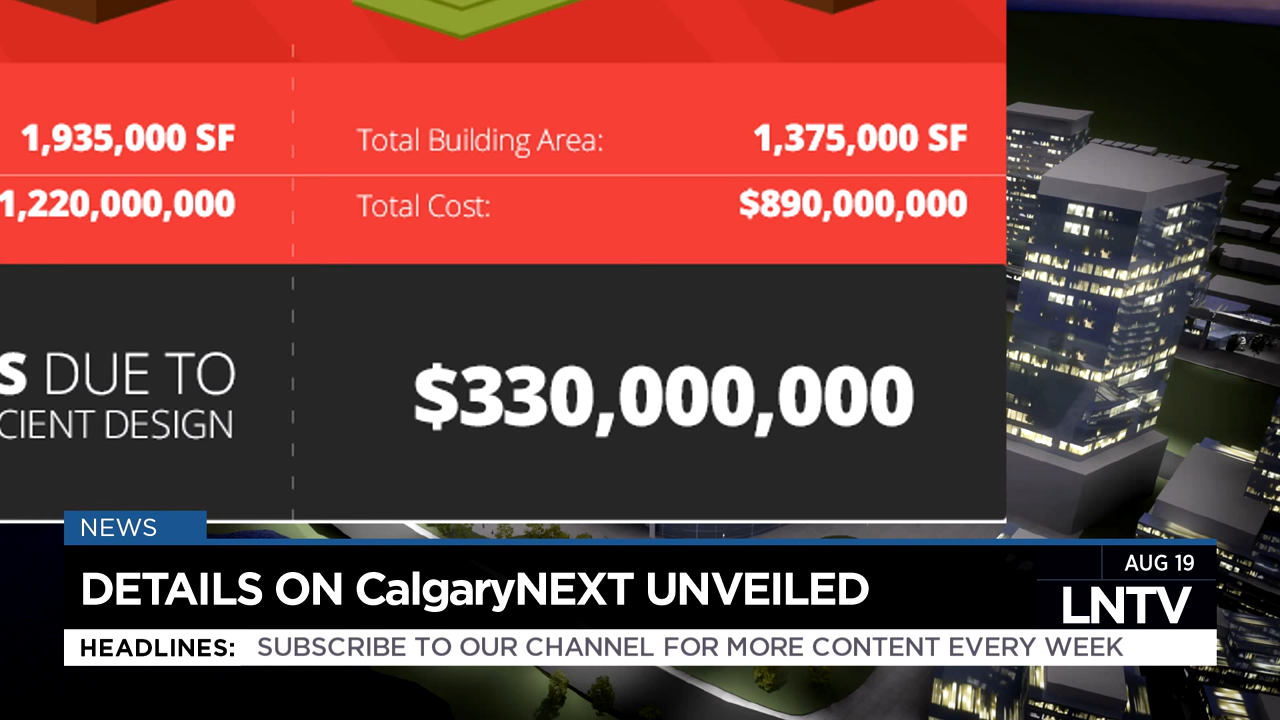 1,935,000 SF
Total Building Area: 1,375,000 SF
1,220,000,000
Total Cost: $890,000,000
S DUE TO
CIENT DESIGN
$330,000,000
NEWS
DETAILS ON CalgaryNEXT UNVEILED
AUG 19
LNTV
HEADLINES: SUBSCRIBE TO OUR CHANNEL FOR MORE CONTENT EVERY WEEK